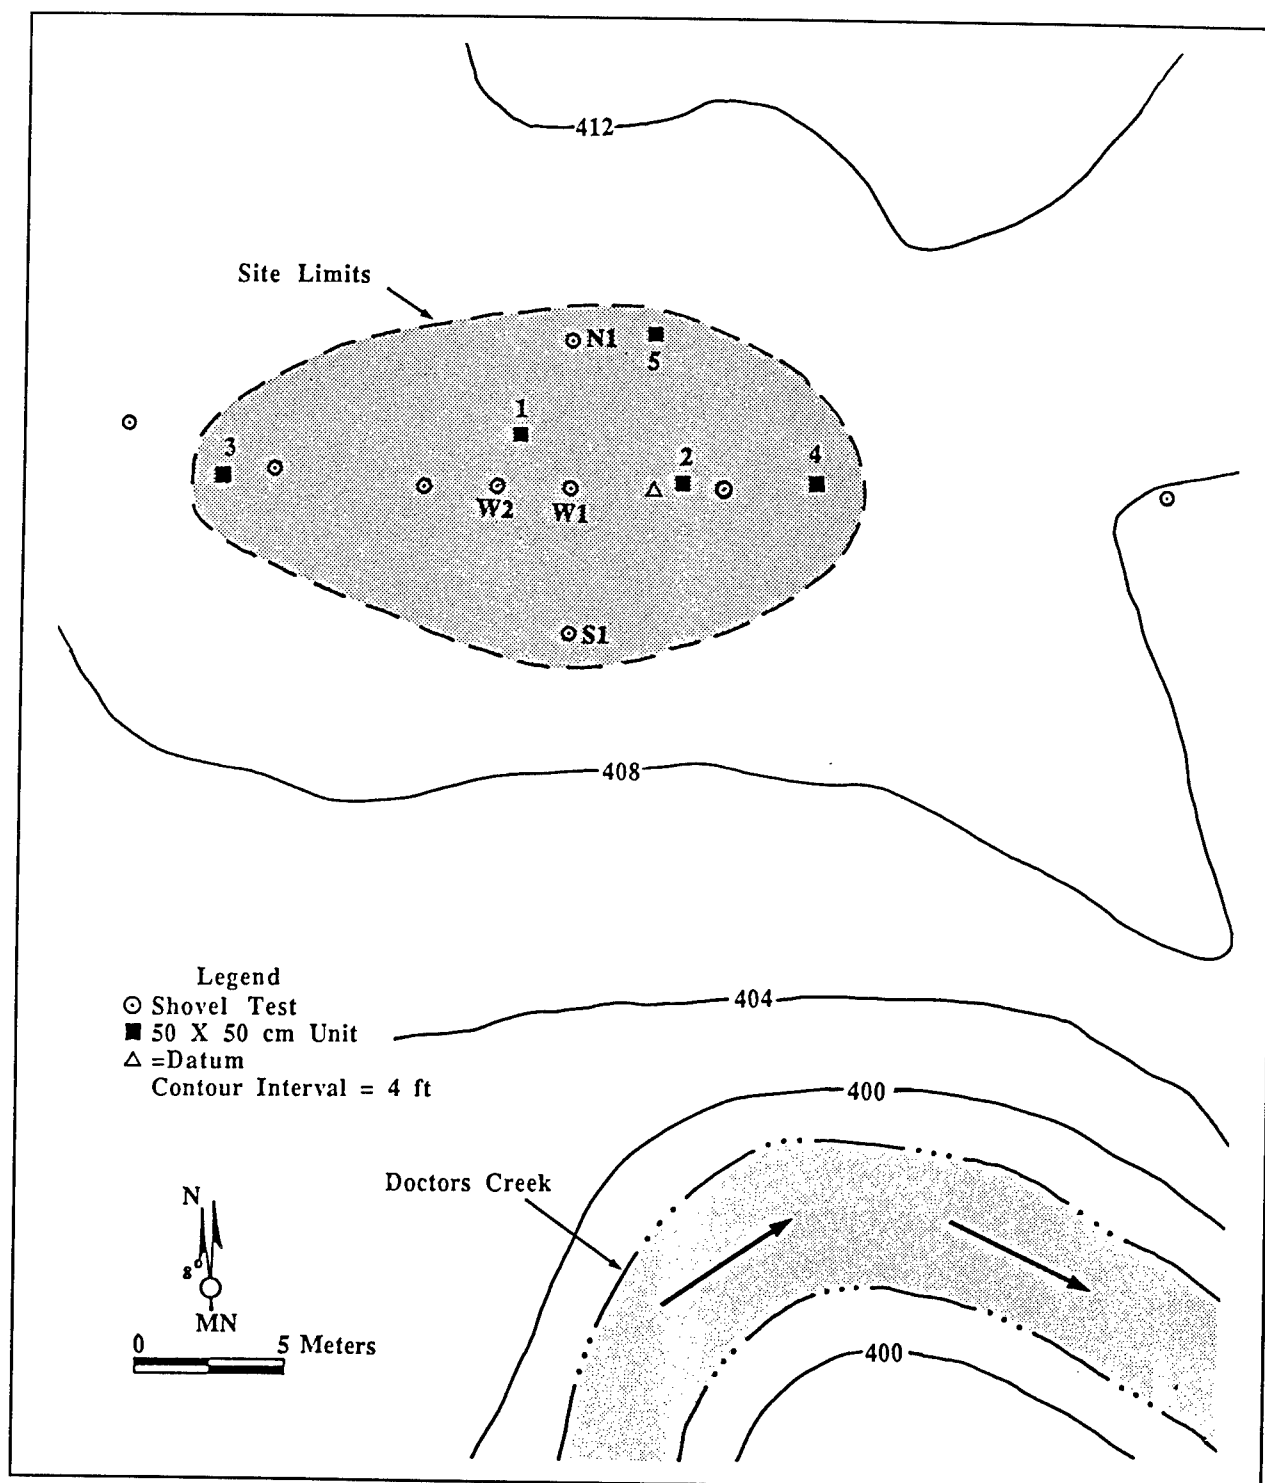 412
Site Limits
N1
5
1
3
2
4
W2
W1
S1
408
Legend
Shovel Test
50 X 50 cm Unit
=Datum
Contour Interval = 4 ft
404
400
Doctors Creek
N
8
MN
0 5 Meters
400